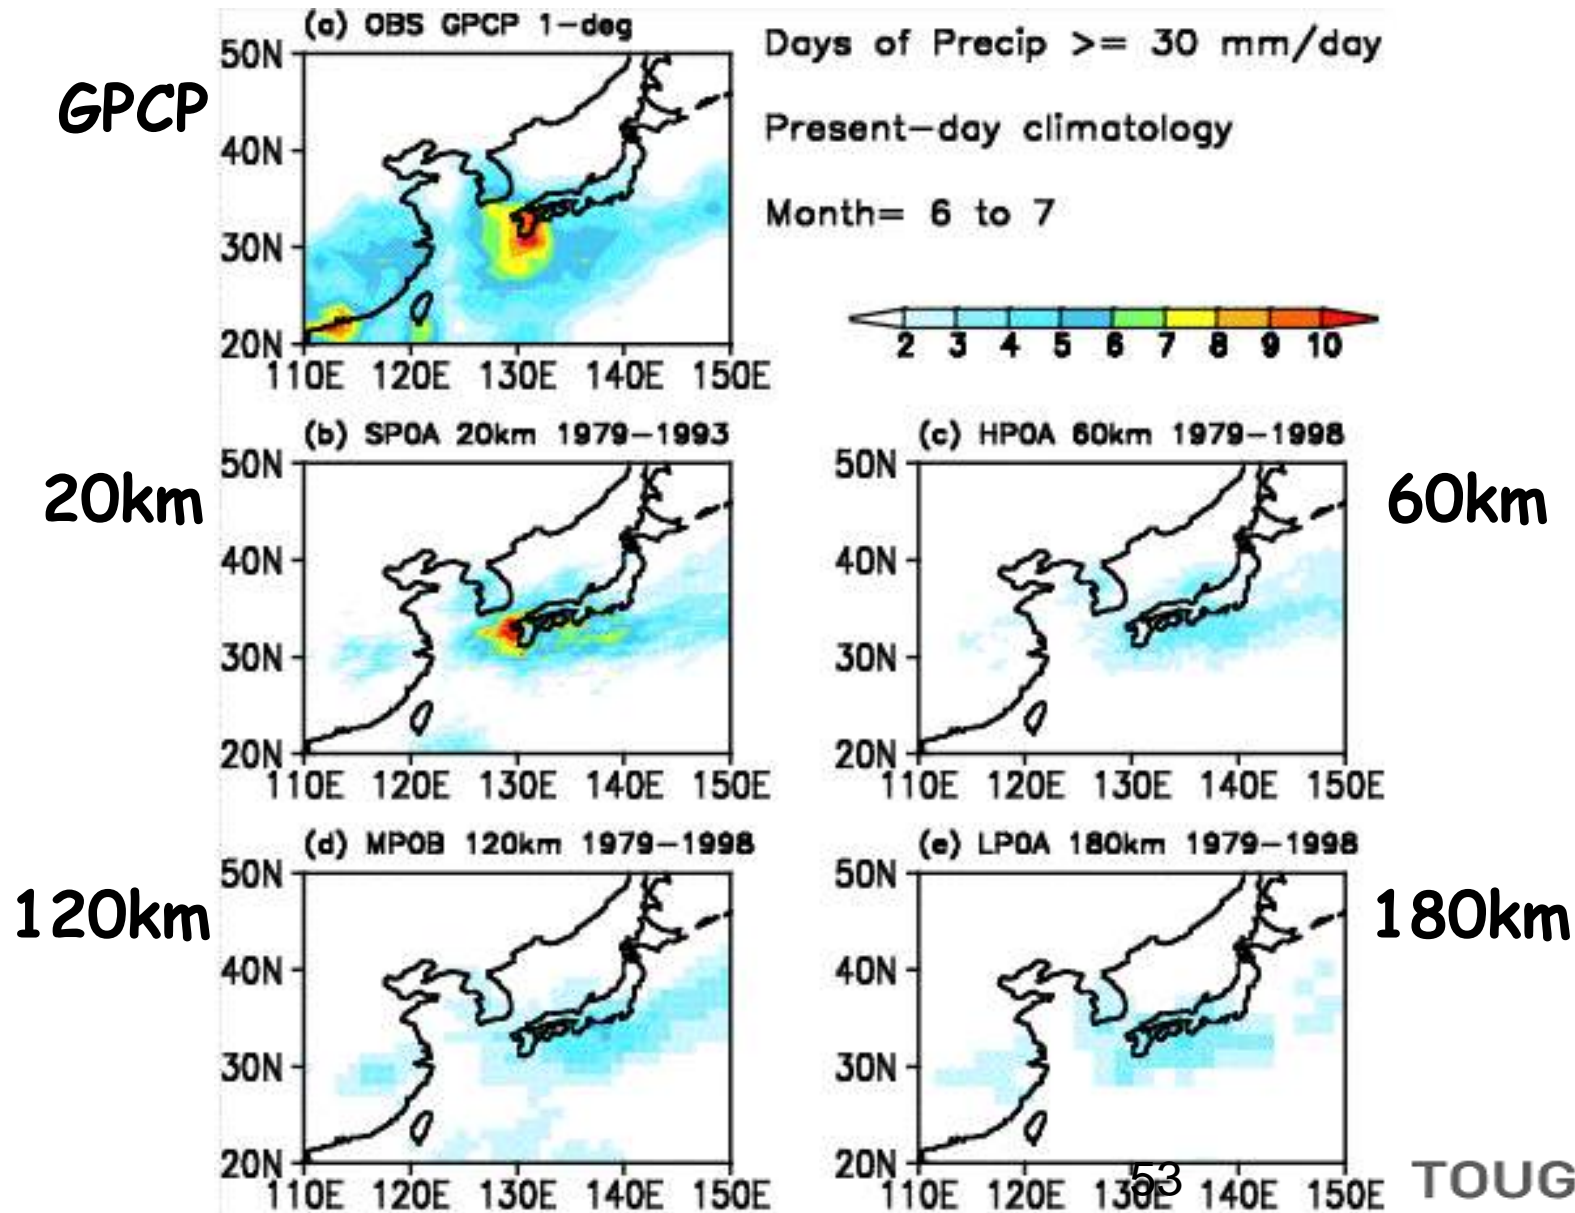 (a) OBS GPCP 1-deg
Days of Precip >= 30 mm/day
Present-day climatology
Month= 6 to 7
GPCP
50N
40N
30N
20N
110E 120E 130E 140E 150E
2 3 4 5 6 7 8 9 10
(b) SP0A 20km 1979-1993
20km
50N
40N
30N
20N
110E 120E 130E 140E 150E
(c) HP0A 60km 1979-1998
60km
50N
40N
30N
20N
110E 120E 130E 140E 150E
(d) MP0B 120km 1979-1998
120km
50N
40N
30N
20N
110E 120E 130E 140E 150E
(e) LP0A 180km 1979-1998
180km
50N
40N
30N
20N
110E 120E 130E 140E 150E
53
TOUG